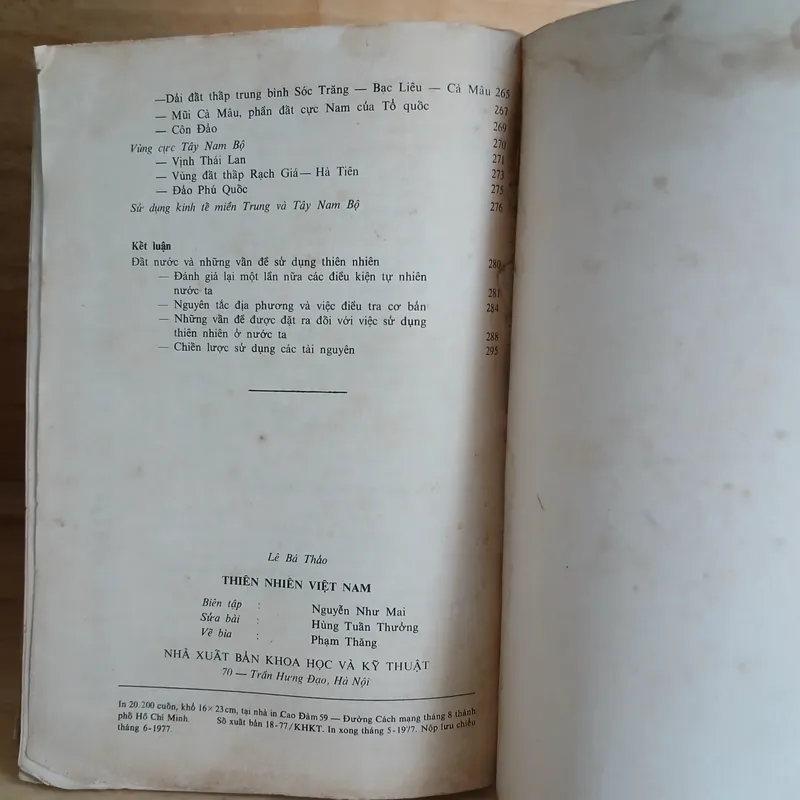 —Dải đất thấp trung bình Sóc Trăng — Bạc Liêu — Cà Mâu 265
— Mũi Cà Mâu, phần đất cực Nam của Tổ quốc 267
— Côn Đảo 269
Vùng cực Tây Nam Bộ 270
— Vịnh Thái Lan 271
— Vùng đất thấp Rạch Giá— Hà Tiên 273
— Đảo Phú Quốc 275
Sử dụng kinh tế miền Trung và Tây Nam Bộ 276
Kết luận
Đất nước và những vấn đề sử dụng thiên nhiên 280
— Đánh giá lại một lần nữa các điều kiện tự nhiên
nước ta 281
— Nguyên tắc địa phương và việc điều tra cơ bản 284
— Những vấn đề được đặt ra đối với việc sử dụng
thiên nhiên ở nước ta 288
— Chiến lược sử dụng các tài nguyên 295
Lê Bá Thảo
THIÊN NHIÊN VIỆT NAM
Biên tập : Nguyễn Như Mai
Sửa bài : Hùng Tuấn Thưởng
Vẽ bìa : Phạm Thăng
NHÀ XUẤT BẢN KHOA HỌC VÀ KỸ THUẬT
70 — Trần Hưng Đạo, Hà Nội
In 20.200 cuốn, khổ 16×23cm, tại nhà in Cao Đàm 59 — Đường Cách mạng tháng 8 thành
phố Hồ Chí Minh Số xuất bản 18-77/KHKT. In xong tháng 5-1977. Nộp lưu chiểu
tháng 6-1977.